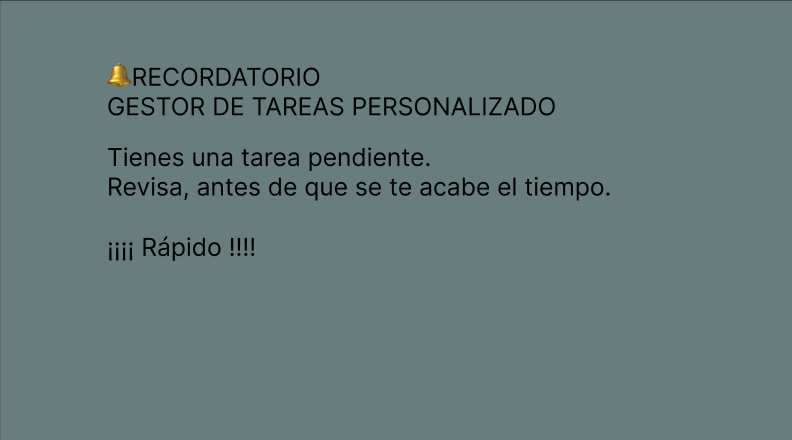 🔔RECORDATORIO
GESTOR DE TAREAS PERSONALIZADO
Tienes una tarea pendiente.
Revisa, antes de que se te acabe el tiempo.
¡¡¡¡ Rápido !!!!